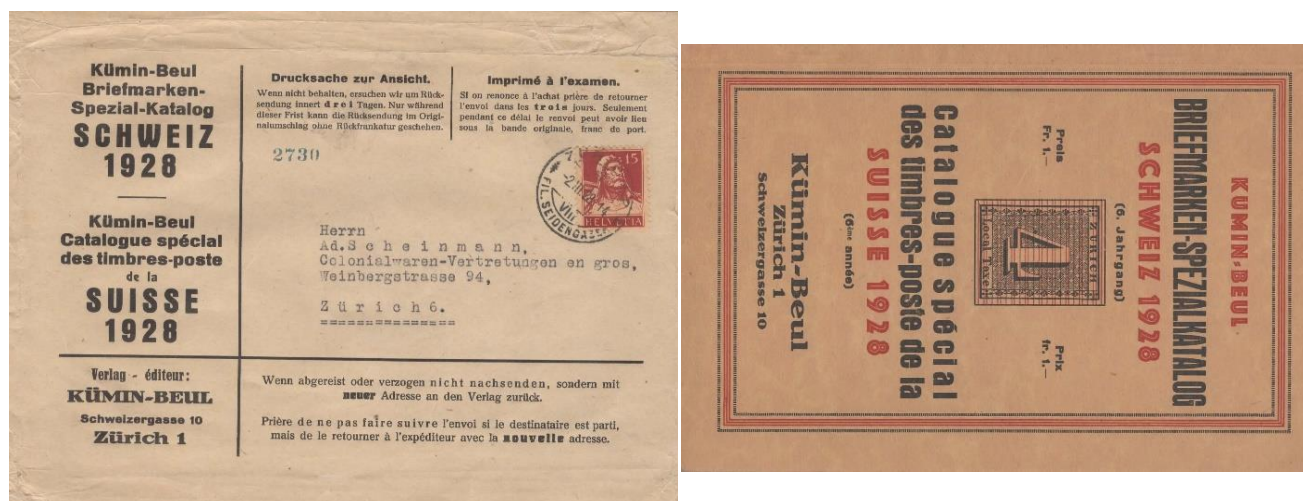 Kümin-Beul
Briefmarken-
Spezial-Katalog
SCHWEIZ
1928
Kümin-Beul
Catalogue spécial
des timbres-poste
de la
SUISSE
1928
Verlag - éditeur:
KÜMIN-BEUL
Schweizergasse 10
Zürich 1
Drucksache zur Ansicht.
Wenn nicht behalten, ersuchen wir um Rück-
sendung innert drei Tagen. Nur während
dieser Frist kann die Rücksendung im Origi-
nalumschlag ohne Rückfrankatur geschehen.
Imprimé à l'examen.
Si on renonce à l'achat prière de retourner
l'envoi dans les trois jours. Seulement
pendant ce délai le renvoi peut avoir lieu
sous la bande originale, franc de port.
2730
15
HELVETIA
FIL. SEIDENGASSE
Herrn
Ad.Scheinmann,
Colonialwaren-Vertretungen en gros,
Weinbergstrasse 94,
Zürich 6.
Wenn abgereist oder verzogen nicht nachsenden, sondern mit
neuer Adresse an den Verlag zurück.
Prière de ne pas faire suivre l'envoi si le destinataire est parti,
mais de le retourner à l'expéditeur avec la nouvelle adresse.
KÜMIN-BEUL
BRIEFMARKEN-SPEZIALKATALOG
SCHWEIZ 1928
(6. Jahrgang)
Preis
Fr. 1.—
ZÜRICH
4
Local Taxe
Prix
fr. 1.—
Catalogue spécial
des timbres-poste de la
SUISSE 1928
(6me année)
Kümin-Beul
Zürich 1
Schweizergasse 10